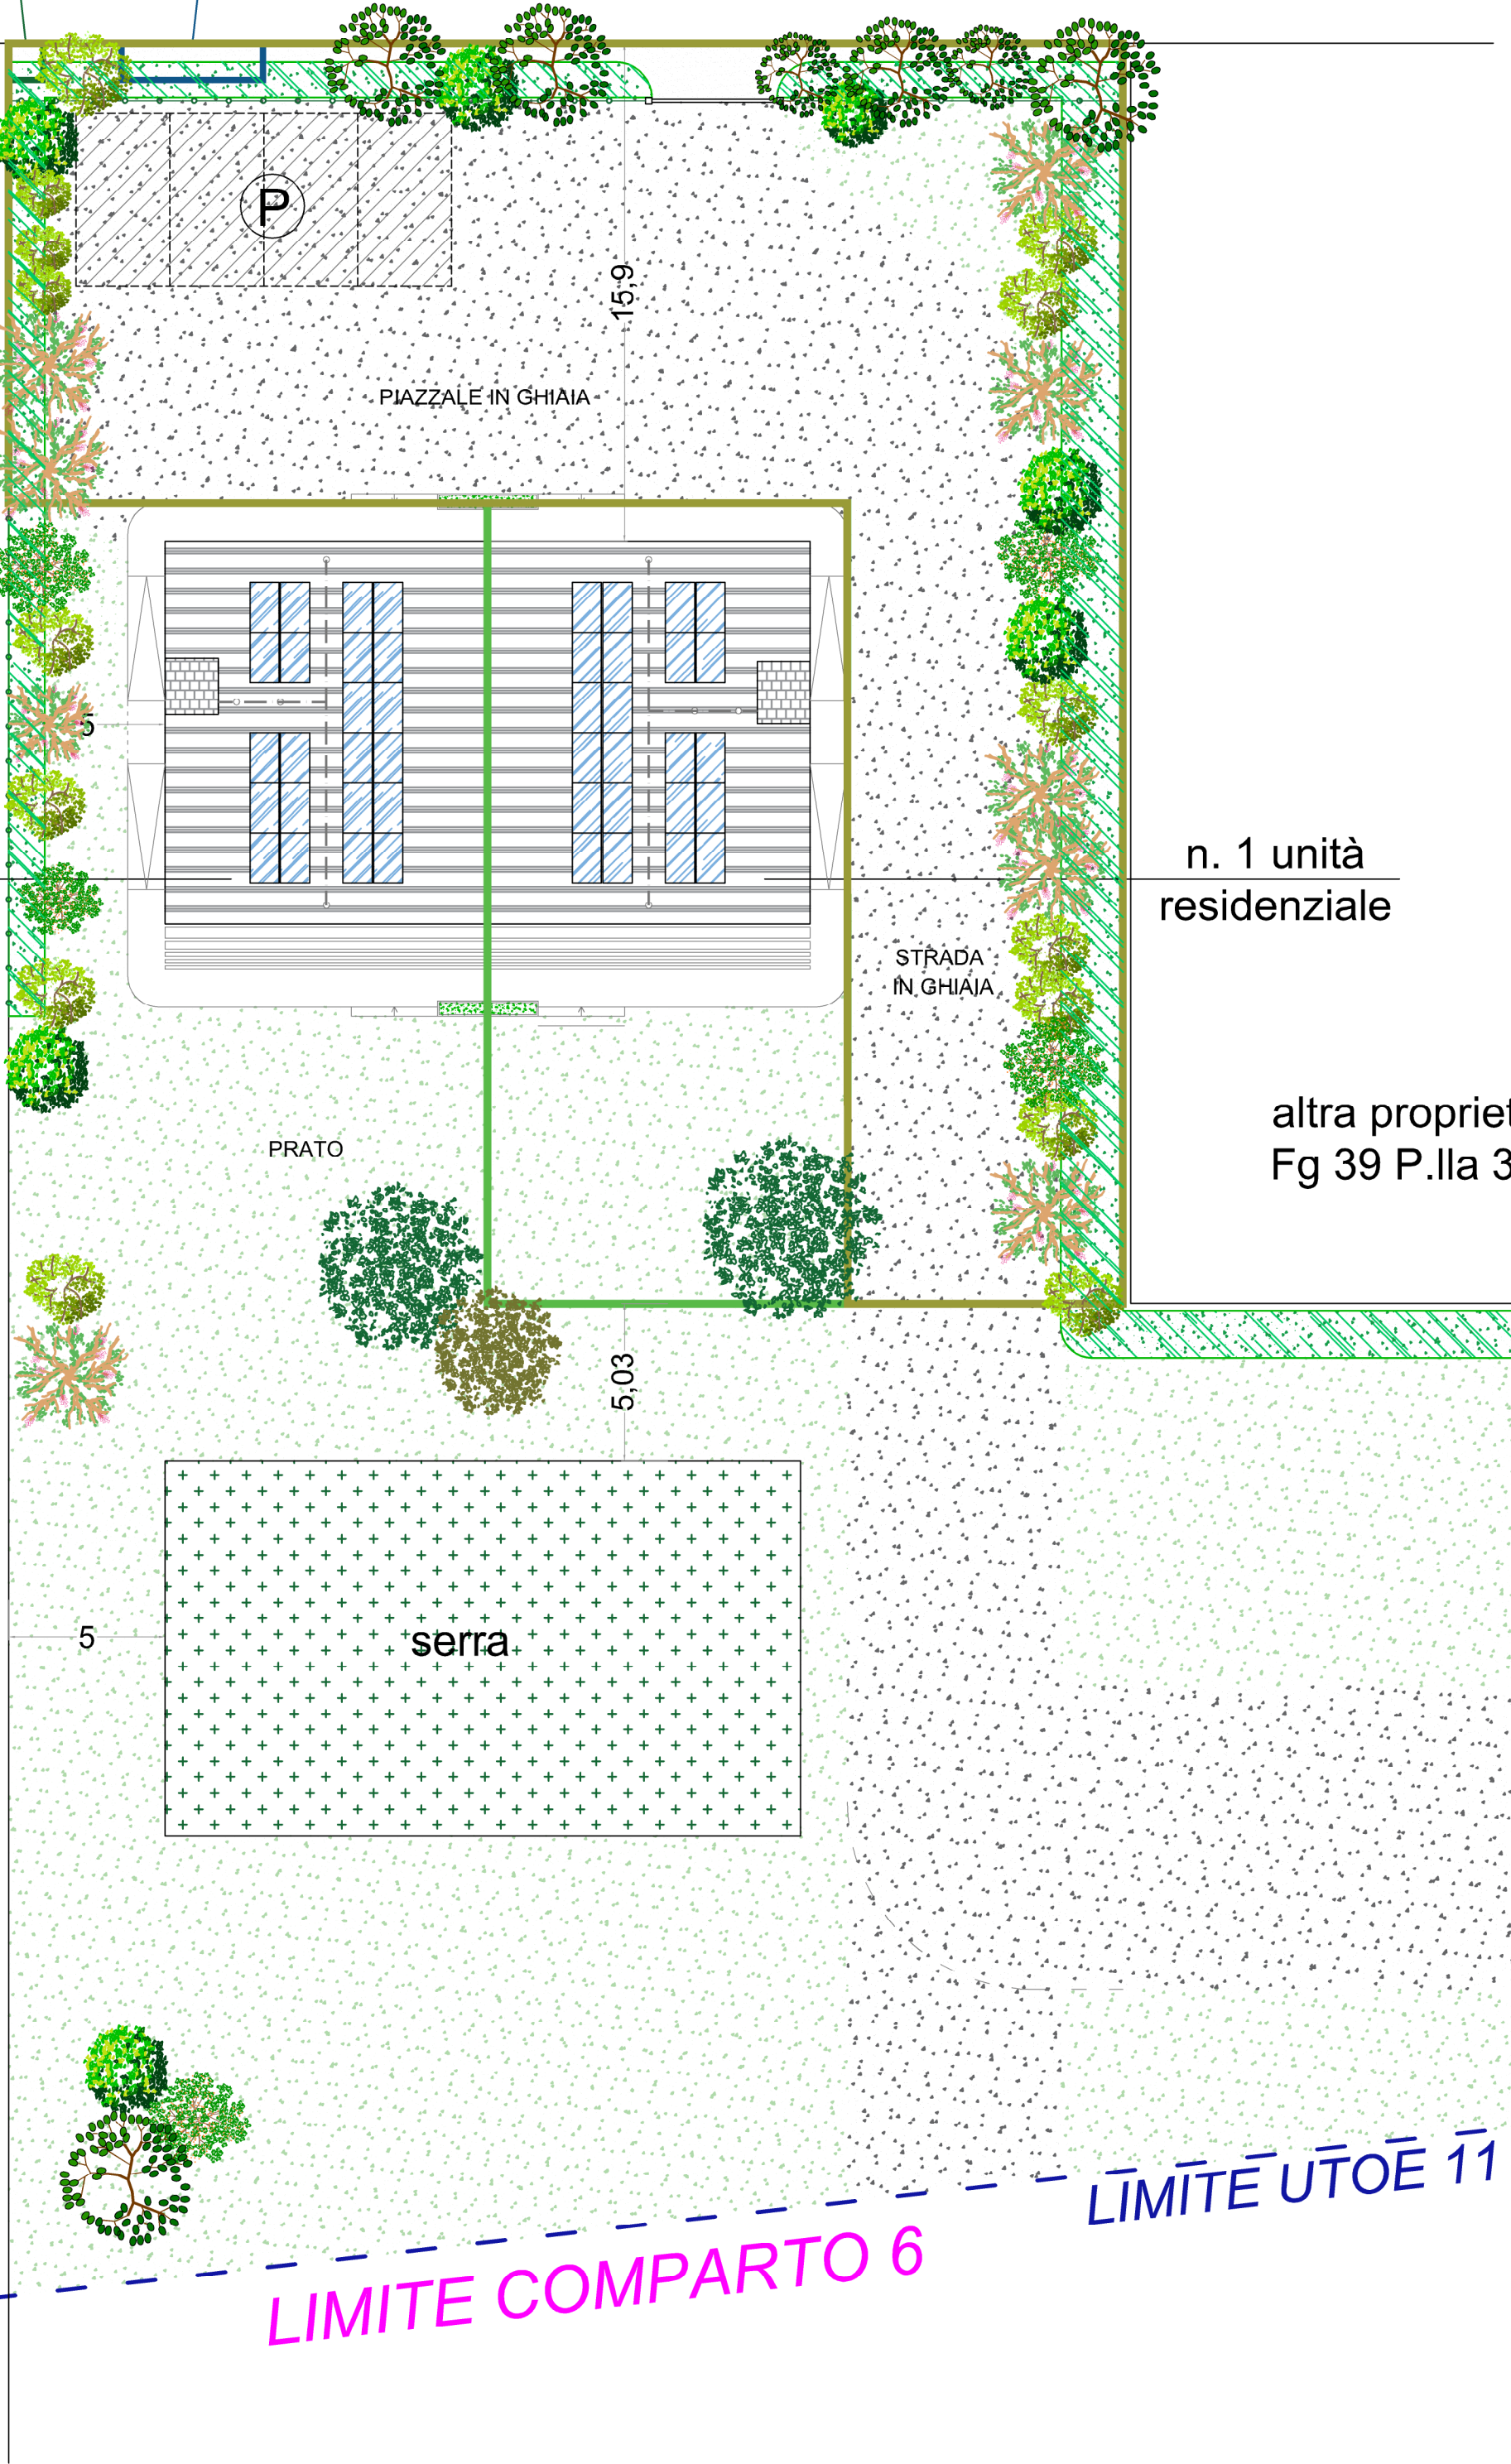 P
15,9
PIAZZALE IN GHIAIA
5
n. 1 unità
residenziale
STRADA
IN GHIAIA
altra propriet
Fg 39 P.lla 3
PRATO
5,03
5
serra
LIMITE UTOE 11
LIMITE COMPARTO 6